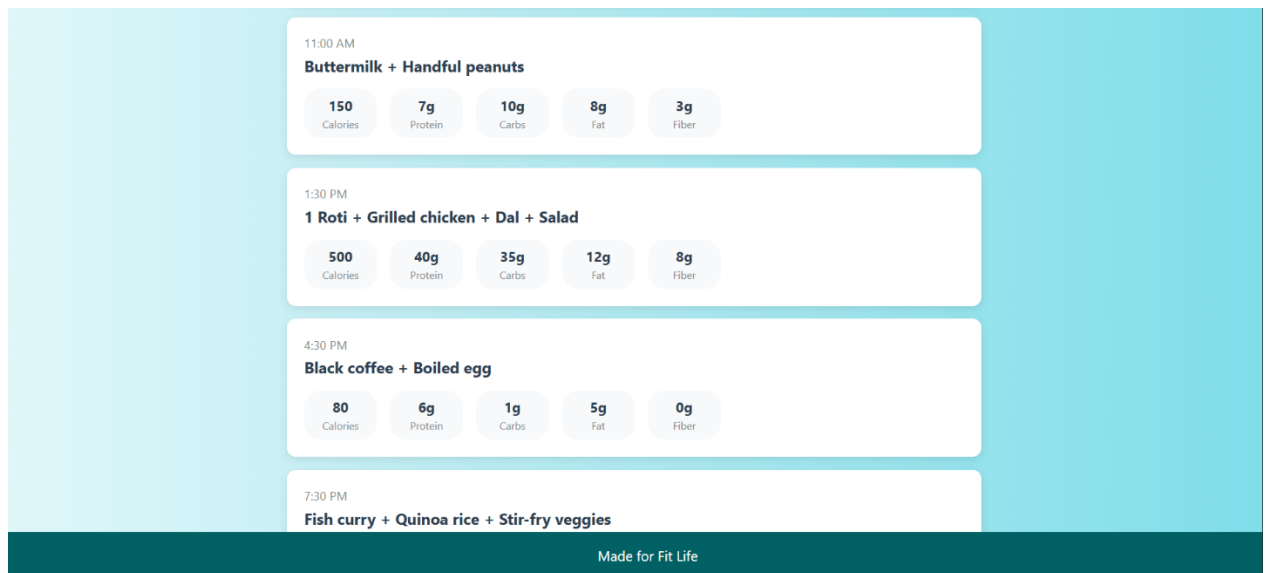 11:00 AM
Buttermilk + Handful peanuts
150 7g 10g 8g 3g
Calories Protein Carbs Fat Fiber
1:30 PM
1 Roti + Grilled chicken + Dal + Salad
500 40g 35g 12g 8g
Calories Protein Carbs Fat Fiber
4:30 PM
Black coffee + Boiled egg
80 6g 1g 5g 0g
Calories Protein Carbs Fat Fiber
7:30 PM
Fish curry + Quinoa rice + Stir-fry veggies
Made for Fit Life